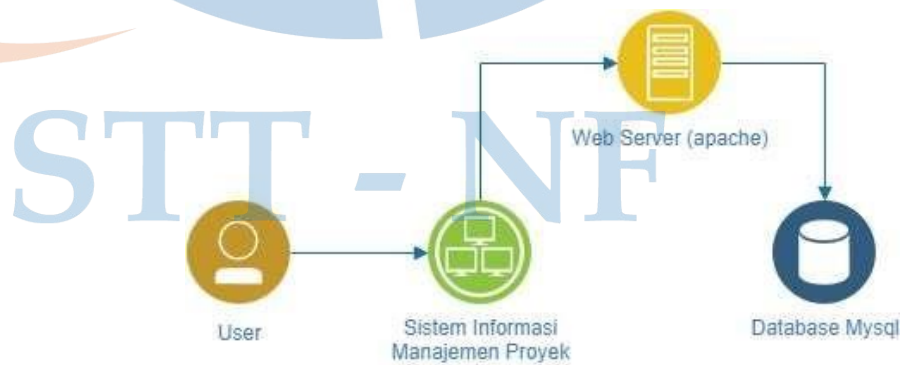 STT - NF
Web Server (apache)
User
Sistem Informasi
Manajemen Proyek
Database Mysql